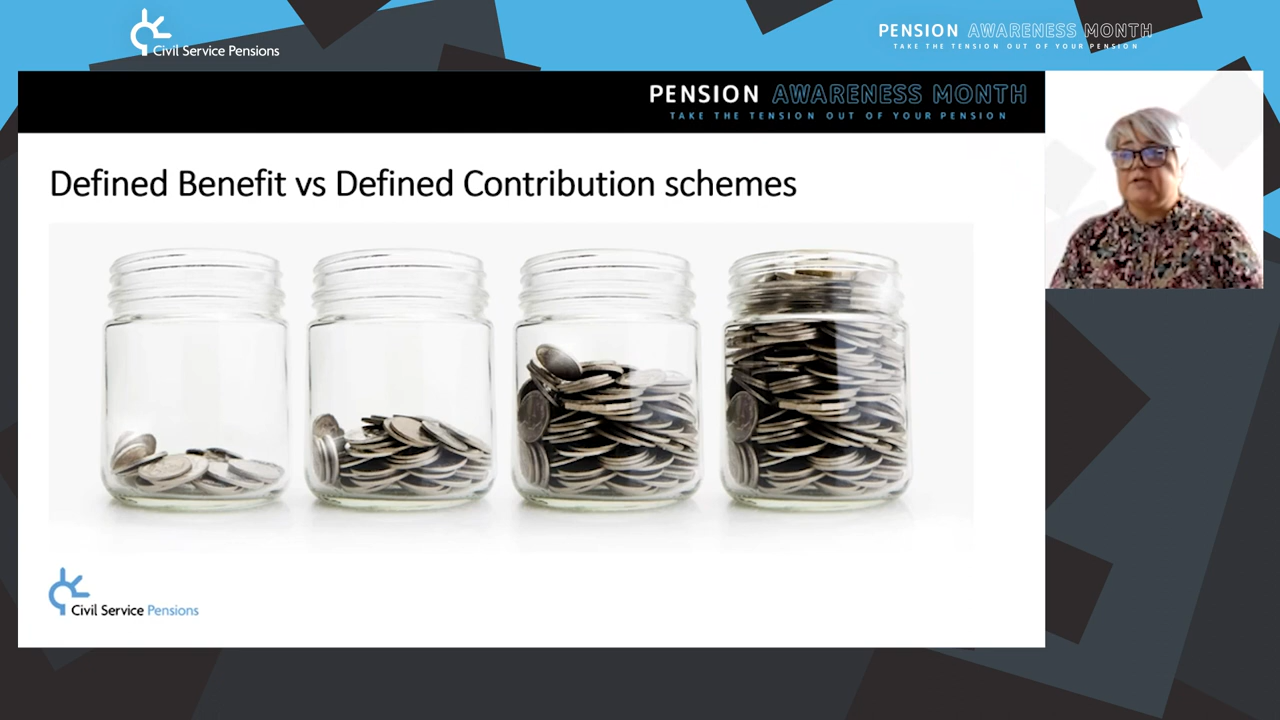 Civil Service Pensions
PENSION AWARENESS MONTH
TAKE THE TENSION OUT OF YOUR PENSION
PENSION AWARENESS MONTH
TAKE THE TENSION OUT OF YOUR PENSION
Defined Benefit vs Defined Contribution schemes
Civil Service Pensions